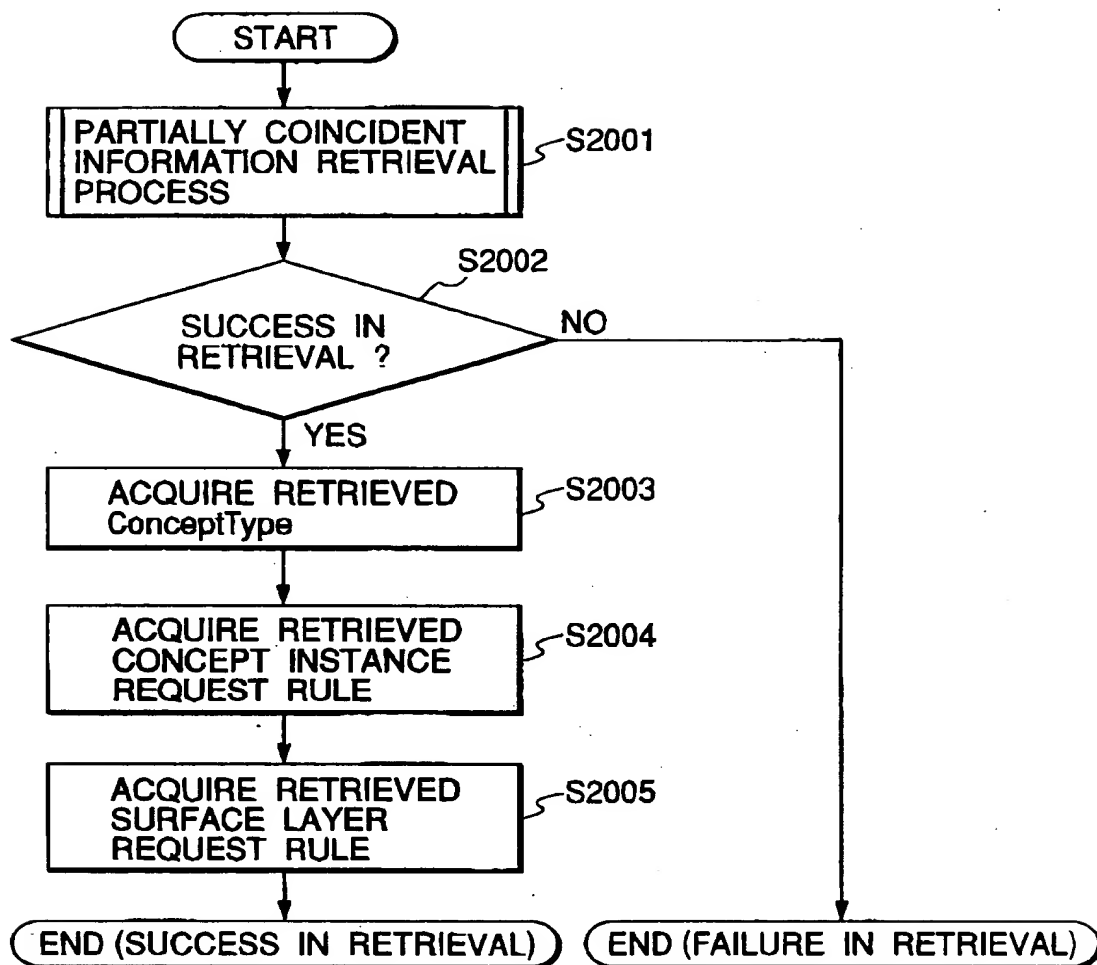 START
PARTIALLY COINCIDENT
INFORMATION RETRIEVAL
PROCESS
S2001
S2002
SUCCESS IN
RETRIEVAL ?
NO
YES
ACQUIRE RETRIEVED
ConceptType
S2003
ACQUIRE RETRIEVED
CONCEPT INSTANCE
REQUEST RULE
S2004
ACQUIRE RETRIEVED
SURFACE LAYER
REQUEST RULE
S2005
END (SUCCESS IN RETRIEVAL)
END (FAILURE IN RETRIEVAL)